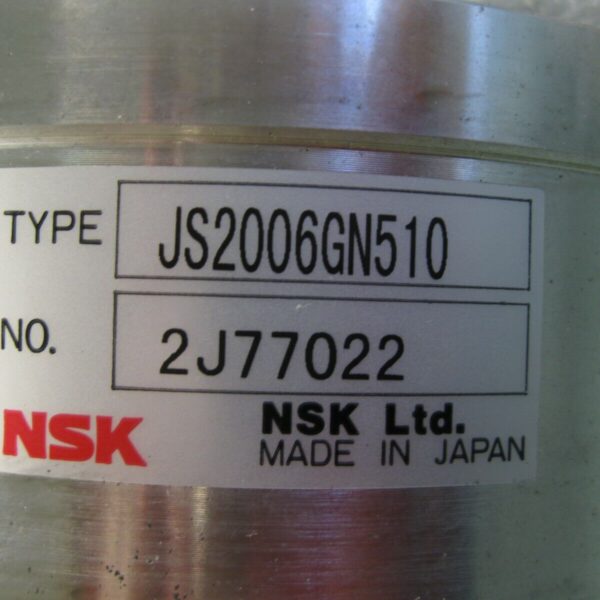 TYPE JS2006GN510
NO. 2J77022
NSK NSK Ltd.
MADE IN JAPAN